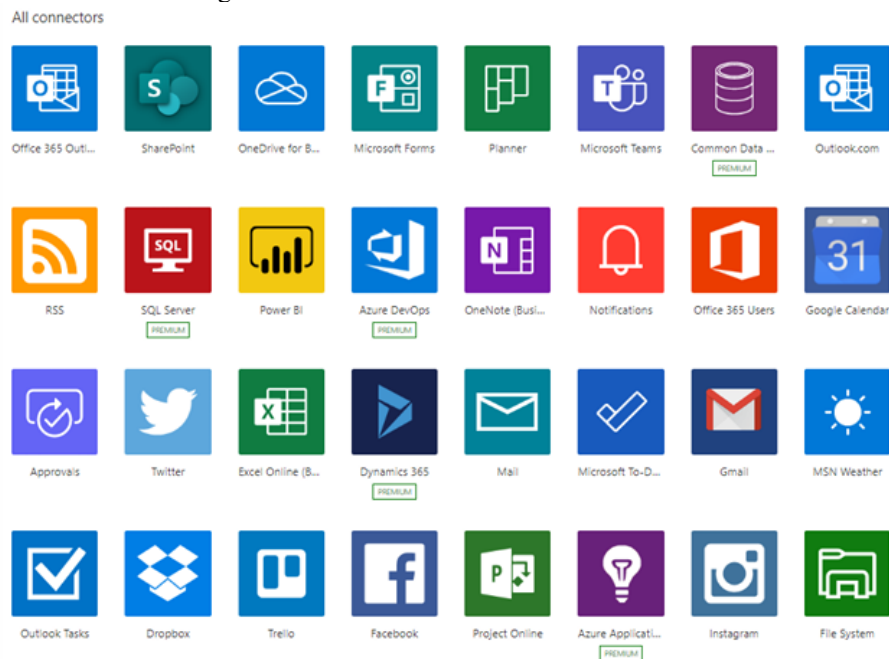 All connectors
Office 365 Outl...
SharePoint
OneDrive for B...
Microsoft Forms
Planner
Microsoft Teams
Common Data ...
Outlook.com
PREMIUM
RSS
SQL
SQL Server
Power BI
Azure DevOps
OneNote (Busi...
Notifications
Office 365 Users
31
Google Calendar
PREMIUM
PREMIUM
Approvals
Twitter
Excel Online (B...
Dynamics 365
Mail
Microsoft To-D...
Gmail
MSN Weather
PREMIUM
Outlook Tasks
Dropbox
Trello
Facebook
Project Online
Azure Applicati...
Instagram
File System
PREMIUM